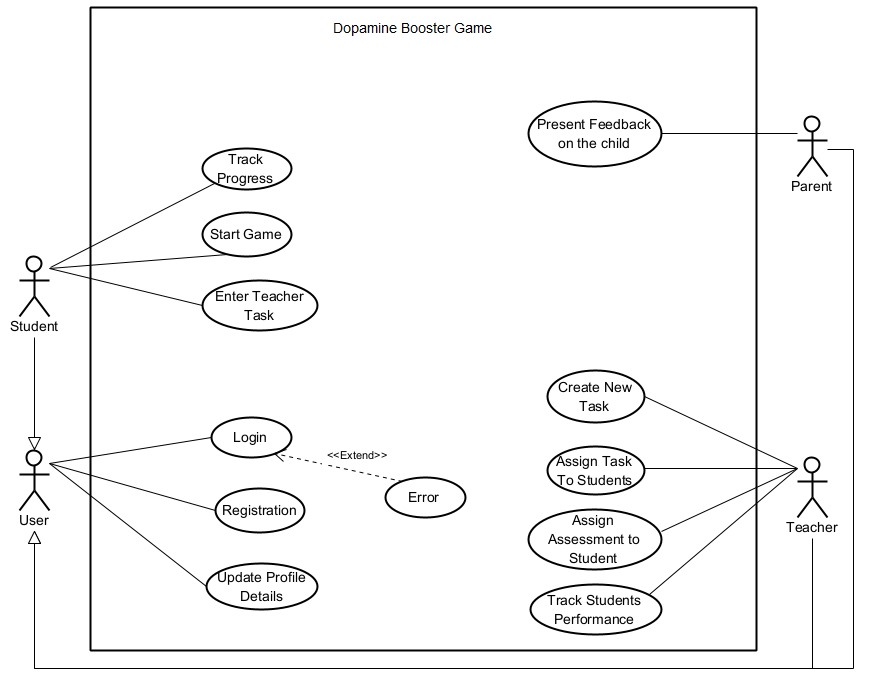 Dopamine Booster Game
Present Feedback
on the child
Parent
Track
Progress
Start Game
Enter Teacher
Task
Student
Create New
Task
Login
<<Extend>>
Assign Task
To Students
Error
User
Registration
Assign
Assessment to
Student
Teacher
Update Profile
Details
Track Students
Performance